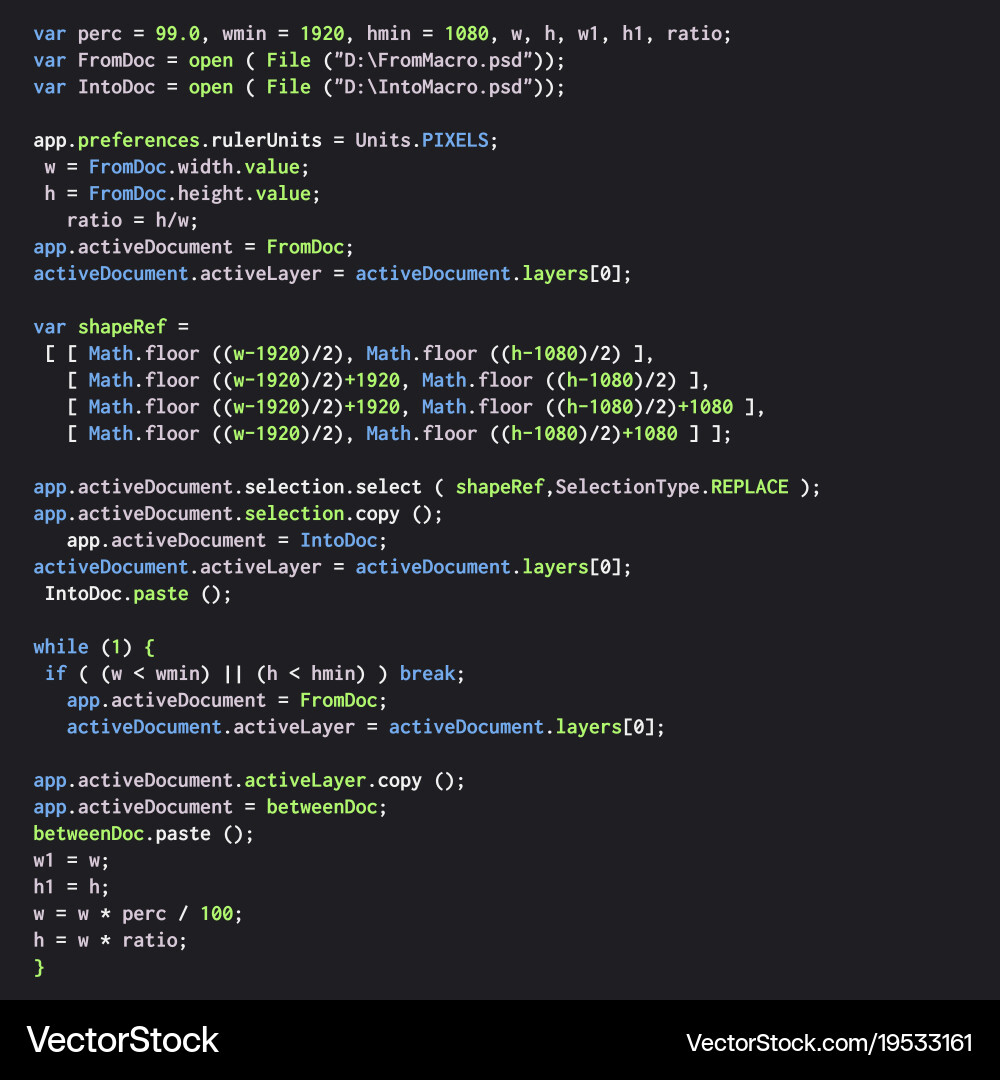 var perc = 99.0, wmin = 1920, hmin = 1080, w, h, w1, h1, ratio;
var FromDoc = open ( File ("D:\FromMacro.psd"));
var IntoDoc = open ( File ("D:\IntoMacro.psd"));
app.preferences.rulerUnits = Units.PIXELS;
w = FromDoc.width.value;
h = FromDoc.height.value;
ratio = h/w;
app.activeDocument = FromDoc;
activeDocument.activeLayer = activeDocument.layers[0];
var shapeRef =
[ [ Math.floor ((w-1920)/2), Math.floor ((h-1080)/2) ],
[ Math.floor ((w-1920)/2)+1920, Math.floor ((h-1080)/2) ],
[ Math.floor ((w-1920)/2)+1920, Math.floor ((h-1080)/2)+1080 ],
[ Math.floor ((w-1920)/2), Math.floor ((h-1080)/2)+1080 ] ];
app.activeDocument.selection.select ( shapeRef,SelectionType.REPLACE );
app.activeDocument.selection.copy ();
app.activeDocument = IntoDoc;
activeDocument.activeLayer = activeDocument.layers[0];
IntoDoc.paste ();
while (1) {
if ( (w < wmin) || (h < hmin) ) break;
app.activeDocument = FromDoc;
activeDocument.activeLayer = activeDocument.layers[0];
app.activeDocument.activeLayer.copy ();
app.activeDocument = betweenDoc;
betweenDoc.paste ();
w1 = w;
h1 = h;
w = w * perc / 100;
h = w * ratio;
}
VectorStock
VectorStock.com/19533161